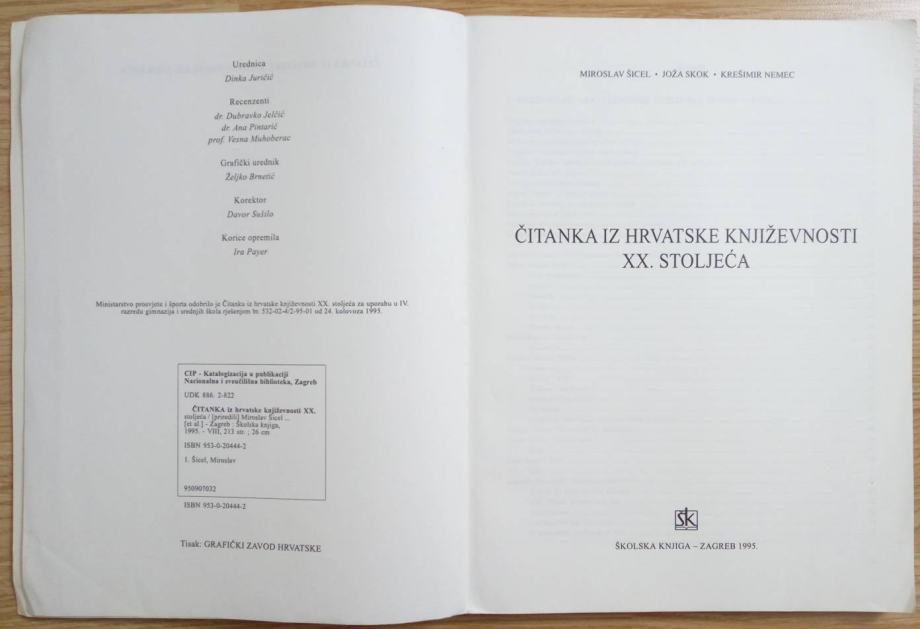 Urednica
Dinka Juričić
Recenzenti
dr. Dubravko Jelčić
dr. Ana Pintarić
prof. Vesna Muhoberac
Grafički urednik
Željko Brnetić
Korektor
Davor Sušilo
Korice opremila
Ira Payer
Ministarstvo prosvjete i športa odobrilo je Čitanku iz hrvatske književnosti XX. stoljeća za uporabu u IV.
razredu gimnazija i srednjih škola rješenjem br. 532-02-4/2-95-01 od 24. kolovoza 1995.
CIP - Katalogizacija u publikaciji
Nacionalna i sveučilišna biblioteka, Zagreb
UDK 886. 2-822
ČITANKA iz hrvatske književnosti XX.
stoljeća / [priredili] Miroslav Šicel ...
[et al.] - Zagreb : Školska knjiga,
1995. - VIII, 213 str. ; 26 cm
ISBN 953-0-20444-2
1. Šicel, Miroslav
950907032
ISBN 953-0-20444-2
Tisak: GRAFIČKI ZAVOD HRVATSKE
MIROSLAV ŠICEL • JOŽA SKOK • KREŠIMIR NEMEC
ČITANKA IZ HRVATSKE KNJIŽEVNOSTI
XX. STOLJEĆA
ŠK
ŠKOLSKA KNJIGA – ZAGREB 1995.